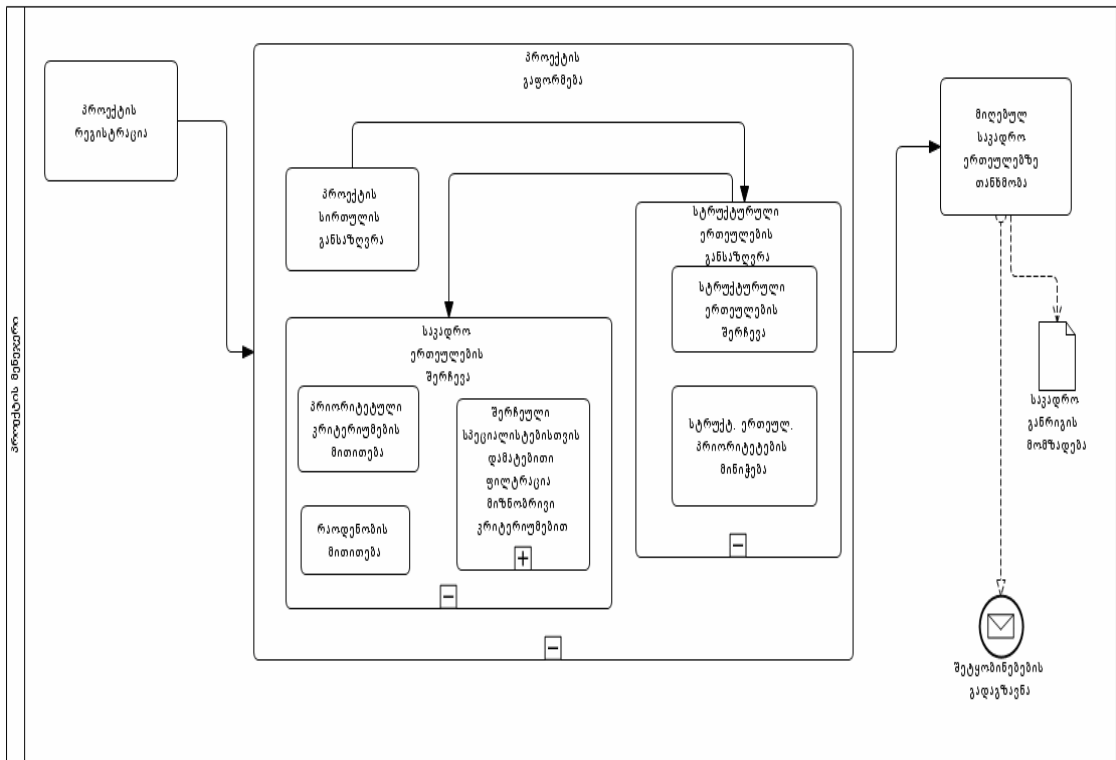 პროექტის მენეჯერი
პროექტის
რეგისტრაცია
პროექტის
გაფორმება
პროექტის
სირთულის
განსაზღვრა
სტრუქტურული
ერთეულების
განსაზღვრა
სტრუქტურული
ერთეულების
შერჩევა
სტრუქტ. ერთეულ.
პრიორიტეტების
მინიჭება
საკადრო
ერთეულების
შერჩევა
პრიორიტეტული
კრიტერიუმების
მითითება
რაოდენობის
მითითება
შერჩეული
სპეციალისტებისთვის
დამატებითი
ფილტრაცია
მიზნობრივი
კრიტერიუმებით
მიღებულ
საკადრო
ერთეულებზე
თანხმობა
საკადრო
განრიგის
მომზადება
შეტყობინებების
გადაგზავნა